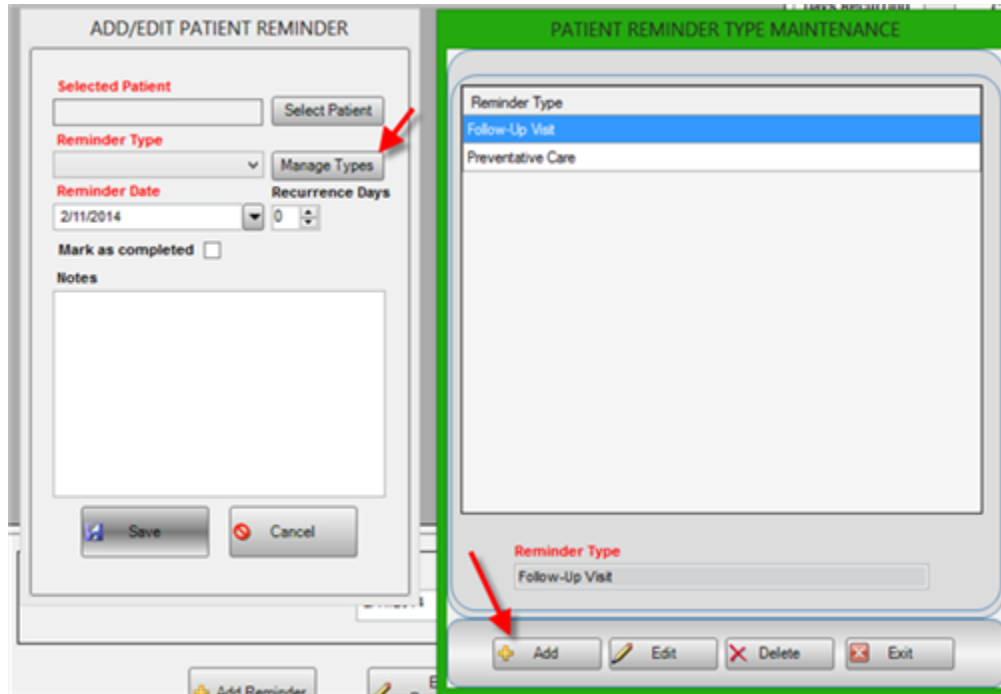 Days Recurring
ADD/EDIT PATIENT REMINDER
Selected Patient
Select Patient
Reminder Type
Manage Types
Reminder Date
Recurrence Days
2/11/2014
0
Mark as completed
Notes
Save
Cancel
Add Reminder
PATIENT REMINDER TYPE MAINTENANCE
Reminder Type
Follow-Up Visit
Preventative Care
Reminder Type
Follow-Up Visit
Add
Edit
Delete
Exit